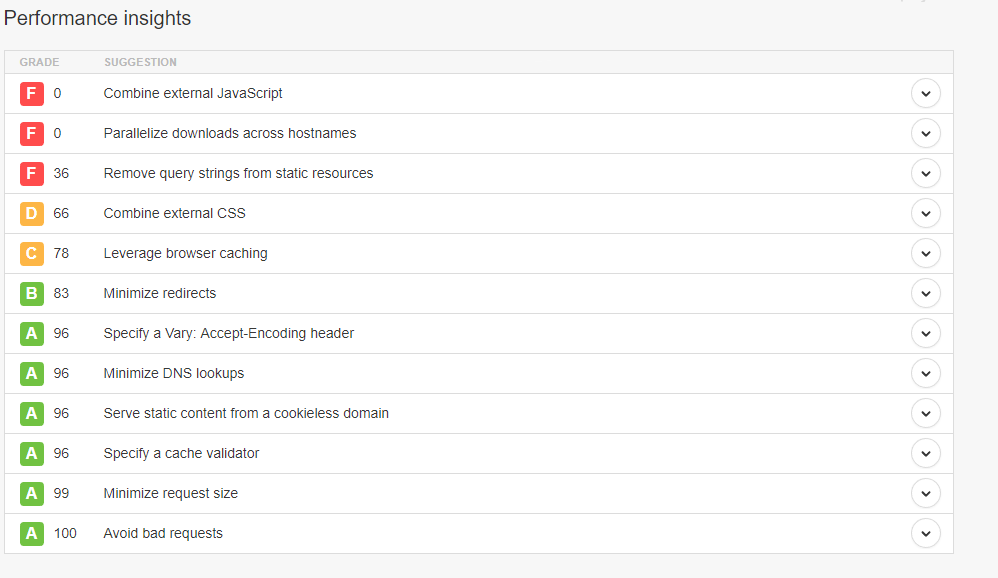 Performance insights
GRADE SUGGESTION
F 0 Combine external JavaScript
F 0 Parallelize downloads across hostnames
F 36 Remove query strings from static resources
D 66 Combine external CSS
C 78 Leverage browser caching
B 83 Minimize redirects
A 96 Specify a Vary: Accept-Encoding header
A 96 Minimize DNS lookups
A 96 Serve static content from a cookieless domain
A 96 Specify a cache validator
A 99 Minimize request size
A 100 Avoid bad requests